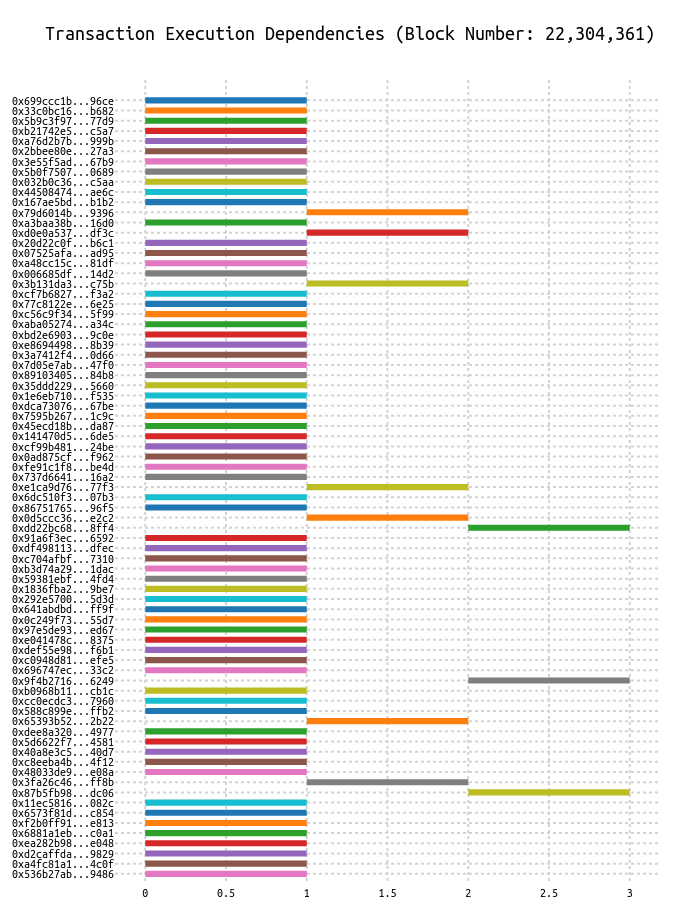 Transaction Execution Dependencies (Block Number: 22,304,361)
0x699ccc1b...96ce
0x33c0bc16...b682
0x5b9c3f97...77d9
0xb21742e5...c5a7
0xa76d2b7b...999b
0x2bbee80e...27a3
0x3e55f5ad...67b9
0x5b0f7507...0689
0x032b0c36...c5aa
0x44508474...ae6c
0x167ae5bd...b1b2
0x79d6014b...9396
0xa3baa38b...16d0
0xd0e0a537...df3c
0x20d22c0f...b6c1
0x07525afa...ad95
0xa48cc15c...81df
0x006685df...14d2
0x3b131da3...c75b
0xcf7b6827...f3a2
0x77c8122e...6e25
0xc56c9f34...5f99
0xaba05274...a34c
0xbd2e6903...9c0e
0xe8694498...8b39
0x3a7412f4...0d66
0x7d05e7ab...47f0
0x89103405...84b8
0x35ddd229...5660
0x1e6eb710...f535
0xdca73076...67be
0x7595b267...1c9c
0x45ecd18b...da87
0x141470d5...6de5
0xcf99b481...24be
0x0ad875cf...f962
0xfe91c1f8...be4d
0x737d6641...16a2
0xe1ca9d76...77f3
0x6dc510f3...07b3
0x86751765...96f5
0x0d5ccc36...e2c2
0xdd22bc68...8ff4
0x91a6f3ec...6592
0xdf498113...dfec
0xc704afbf...7310
0xb3d74a29...1dac
0x59381ebf...4fd4
0x1836fba2...9be7
0x292e5700...5d3d
0x641abdbd...ff9f
0x0c249f73...55d7
0x97e5de93...ed67
0xe041478c...8375
0xdef55e98...f6b1
0xc0948d81...efe5
0x696747ec...33c2
0x9f4b2716...6249
0xb0968b11...cb1c
0xcc0ecdc3...7960
0x588c899e...ffb2
0x65393b52...2b22
0xdee8a320...4977
0x5d6622f7...4581
0x40a8e3c5...40d7
0xc8eeba4b...4f12
0x48033de9...e08a
0x3fa26c46...ff8b
0x87b5fb98...dc06
0x11ec5816...082c
0x6573f81d...c854
0xf2b0ff91...e813
0x6881a1eb...c0a1
0xea282b98...e048
0xd2caffda...9829
0xa4fc81a1...4c0f
0x536b27ab...9486
0 0.5 1 1.5 2 2.5 3